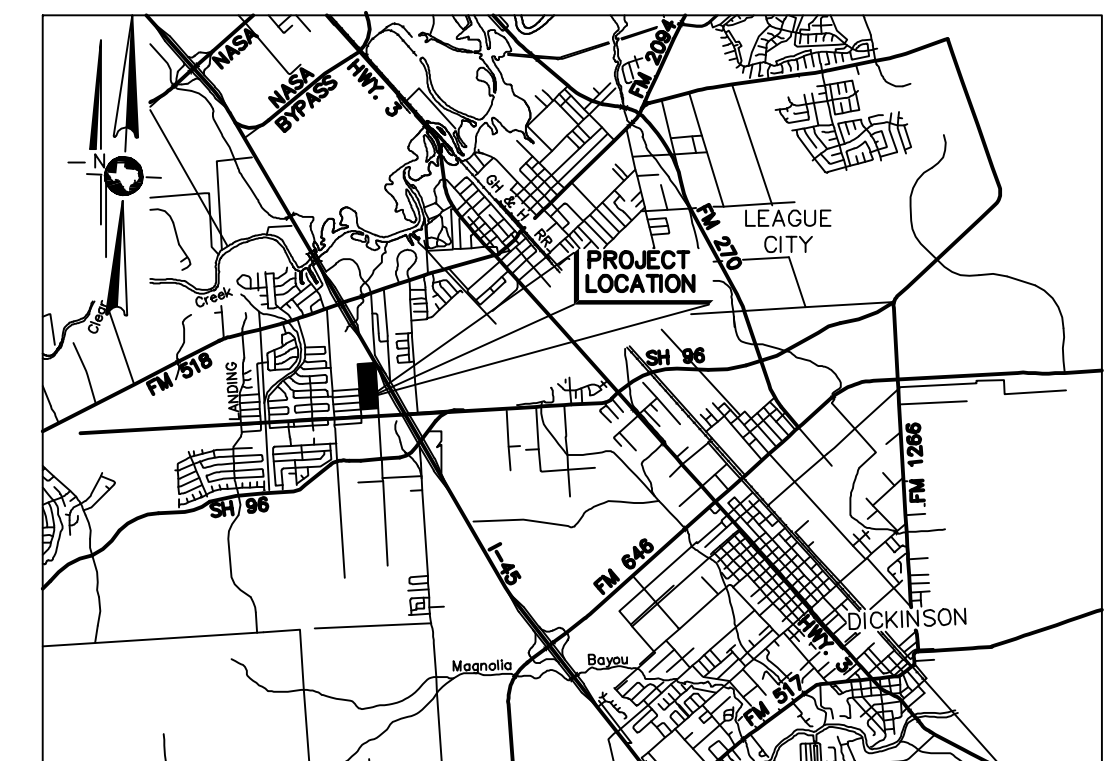 NASA
NASA
BYPASS
HWY. 3
FM 2094
N
GH & H RR
FM 270
LEAGUE
CITY
PROJECT
LOCATION
Clear
Creek
FM 518
LANDING
SH 96
SH 96
FM 1266
I-45
FM 646
DICKINSON
HWY. 3
Magnolia
Bayou
FM 517